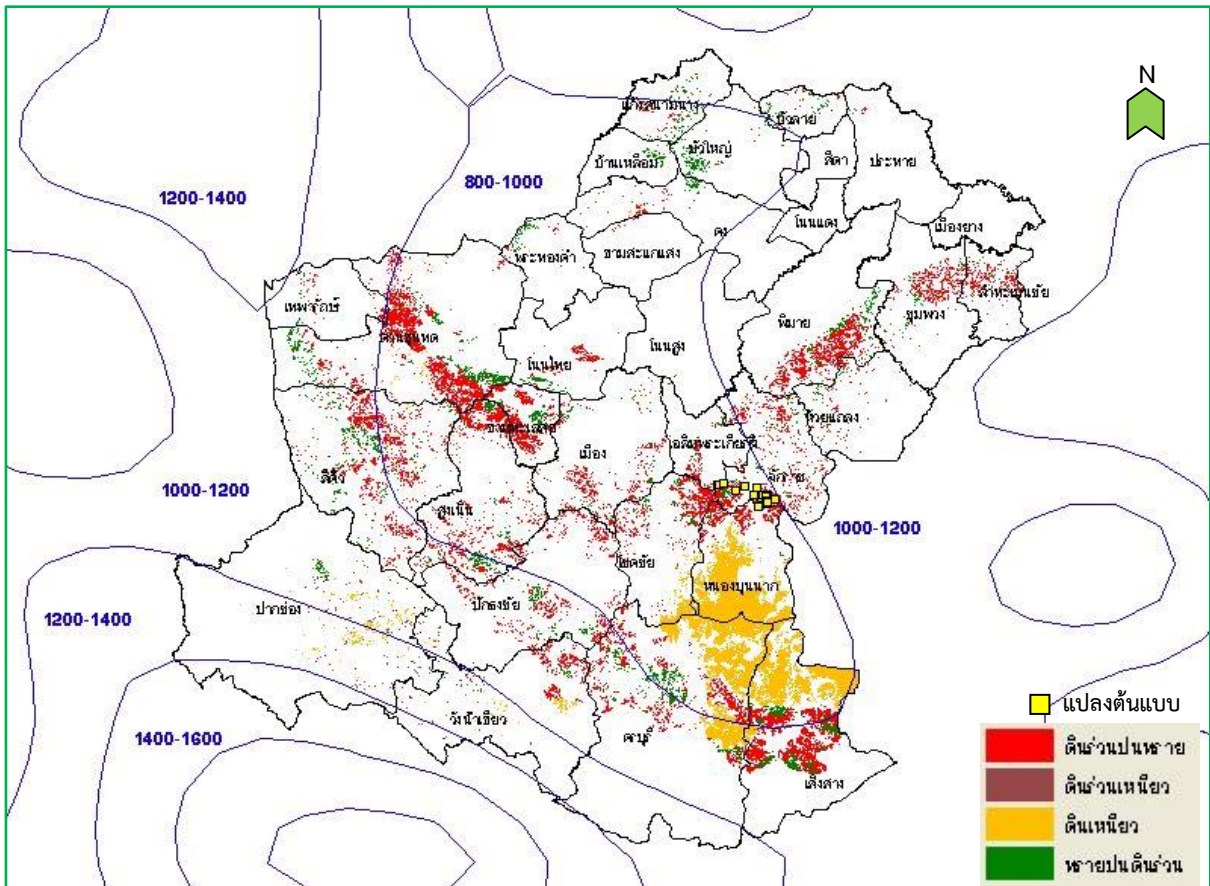 N
แก้งสนามนาง
บัวลาย
บ้านเหลื่อม
บัวใหญ่
สีดา
ประทาย
1200-1400
800-1000
โนนแดง
เมืองยาง
คง
พระทองคำ
ขามสะแกแสง
ลำทะเมนชัย
เทพารักษ์
พิมาย
ชุมพวง
ด่านขุนทด
โนนไทย
โนนสูง
ห้วยแถลง
ขามทะเลสอ
เมือง
เฉลิมพระเกียรติ
สีคิ้ว
จักราช
1000-1200
สูงเนิน
1000-1200
โชคชัย
หนองบุนนาก
ปากช่อง
ปักธงชัย
1200-1400
แปลงต้นแบบ
วังน้ำเขียว
1400-1600
ครบุรี
ดินร่วนปนทราย
เสิงสาง
ดินร่วนเหนียว
ดินเหนียว
ทรายปนดินร่วน